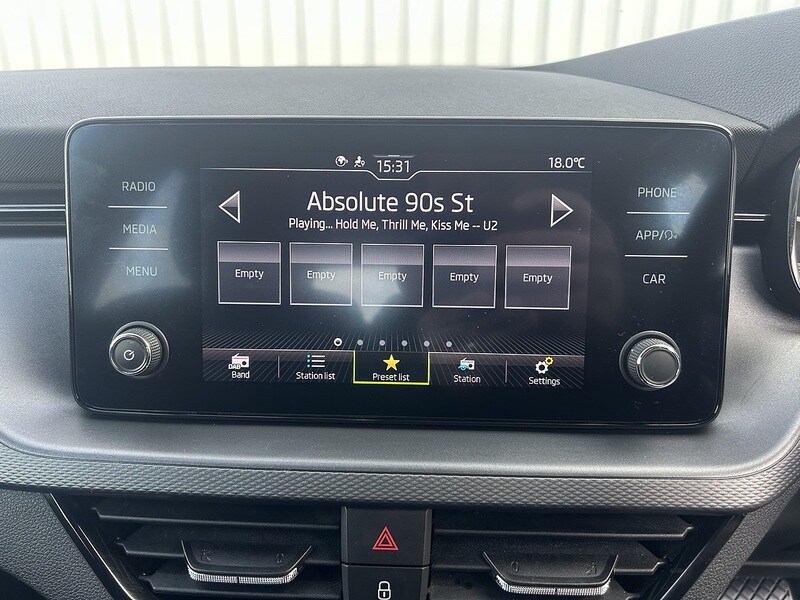 15:31
18.0°C
RADIO
MEDIA
MENU
Absolute 90s St
Playing... Hold Me, Thrill Me, Kiss Me -- U2
Empty
Empty
Empty
Empty
Empty
PHONE
APP/
CAR
DAB
Band
Station list
Preset list
Station
Settings